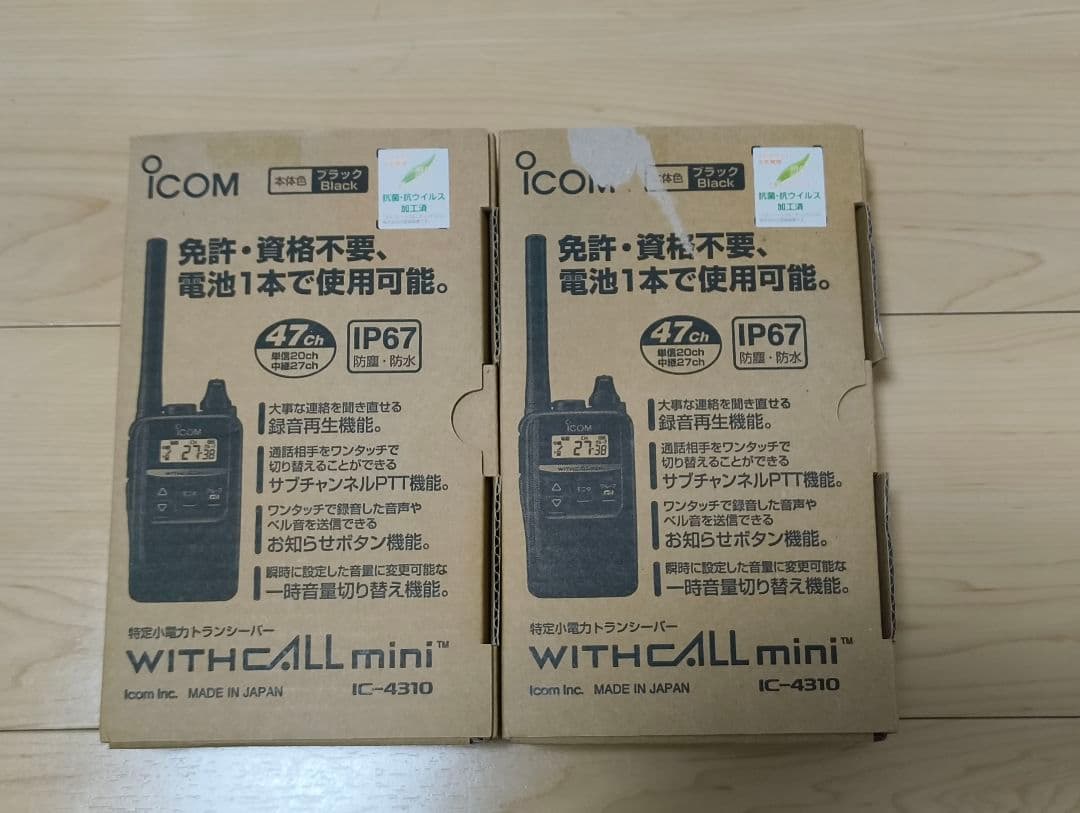 ICOM
本体色 ブラック
Black
抗菌・抗ウイルス
加工済
免許・資格不要、
電池1本で使用可能。
47ch
単信20ch
中継27ch
IP67
防塵・防水
大事な連絡を聞き直せる
録音再生機能。
通話相手をワンタッチで
切り替えることができる
サブチャンネルPTT機能。
ワンタッチで録音した音声や
ベル音を送信できる
お知らせボタン機能。
瞬時に設定した音量に変更可能な
一時音量切り替え機能。
ICOM
27-38
特定小電力トランシーバー
WITHCALL mini™
Icom Inc. MADE IN JAPAN
IC-4310
ICOM
本体色 ブラック
Black
抗菌・抗ウイルス
加工済
免許・資格不要、
電池1本で使用可能。
47ch
単信20ch
中継27ch
IP67
防塵・防水
大事な連絡を聞き直せる
録音再生機能。
通話相手をワンタッチで
切り替えることができる
サブチャンネルPTT機能。
ワンタッチで録音した音声や
ベル音を送信できる
お知らせボタン機能。
瞬時に設定した音量に変更可能な
一時音量切り替え機能。
ICOM
27-38
特定小電力トランシーバー
WITHCALL mini™
Icom Inc. MADE IN JAPAN
IC-4310